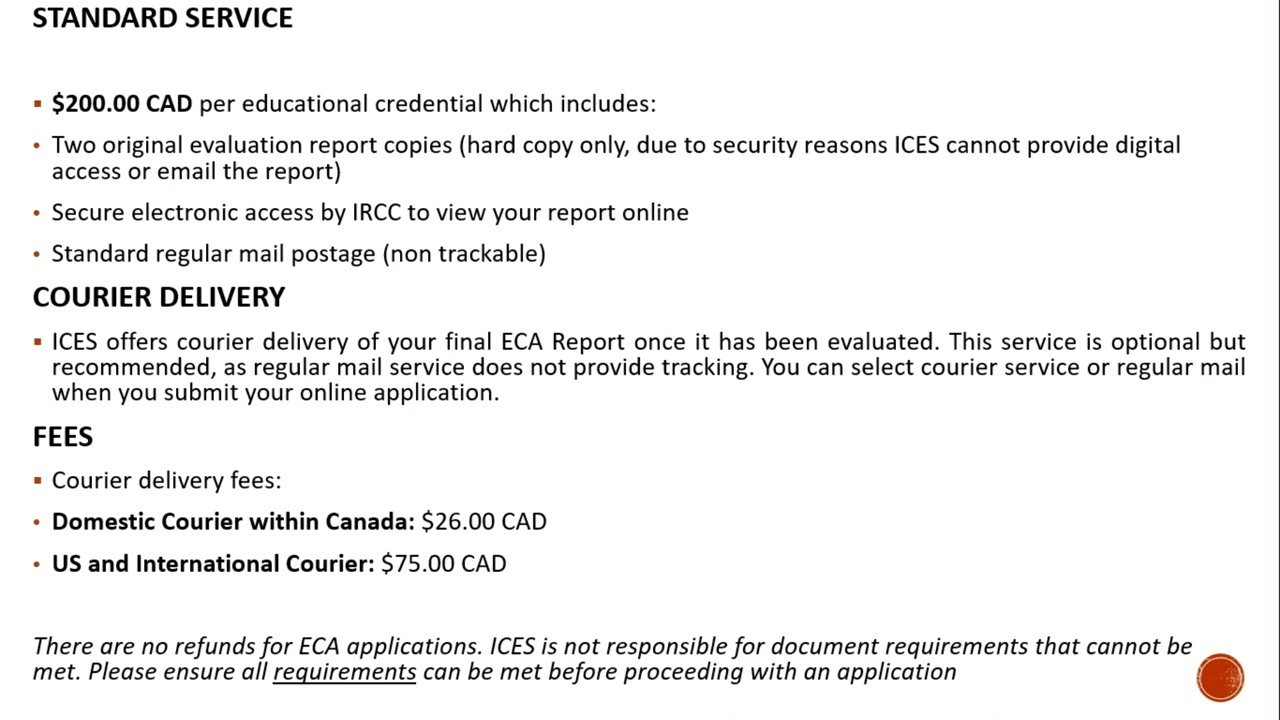 STANDARD SERVICE
$200.00 CAD per educational credential which includes:
Two original evaluation report copies (hard copy only, due to security reasons ICES cannot provide digital
access or email the report)
Secure electronic access by IRCC to view your report online
Standard regular mail postage (non trackable)
COURIER DELIVERY
ICES offers courier delivery of your final ECA Report once it has been evaluated. This service is optional but
recommended, as regular mail service does not provide tracking. You can select courier service or regular mail
when you submit your online application.
FEES
Courier delivery fees:
Domestic Courier within Canada: $26.00 CAD
US and International Courier: $75.00 CAD
There are no refunds for ECA applications. ICES is not responsible for document requirements that cannot be
met. Please ensure all requirements can be met before proceeding with an application